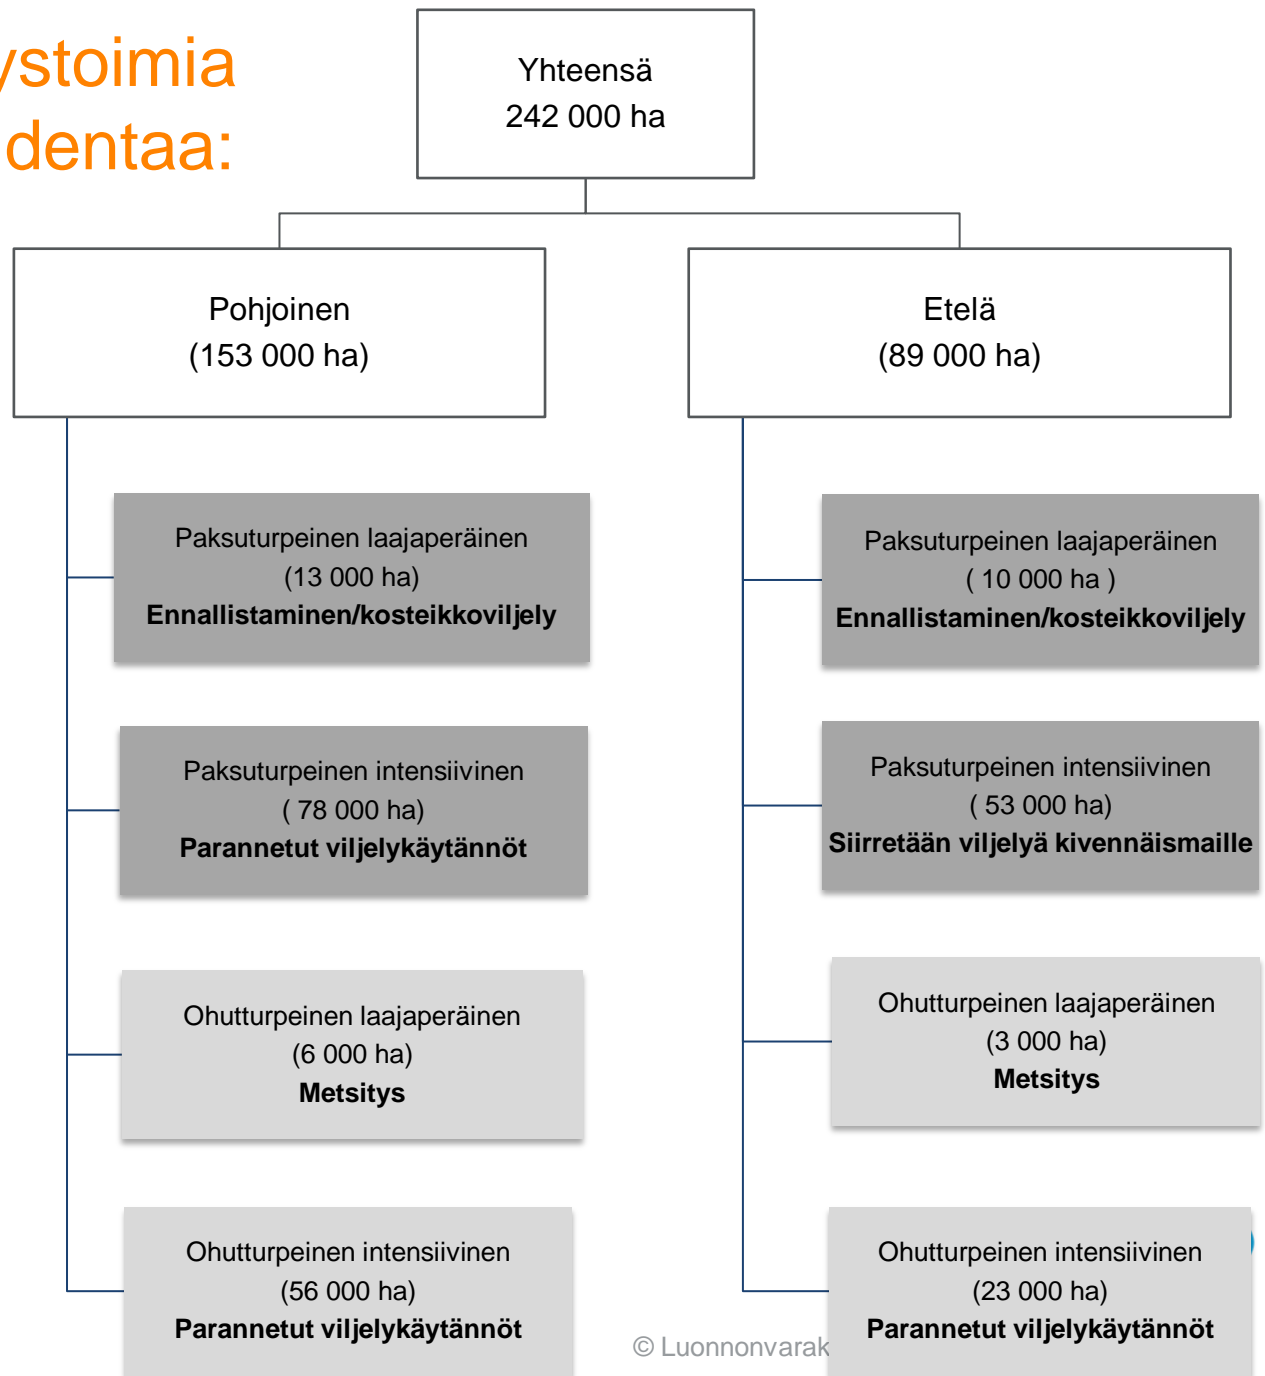 ystoimia
dentaa:
Yhteensä
242 000 ha
Pohjoinen
(153 000 ha)
Etelä
(89 000 ha)
Paksuturpeinen laajaperäinen
(13 000 ha)
Ennallistaminen/kosteikkoviljely
Paksuturpeinen laajaperäinen
( 10 000 ha )
Ennallistaminen/kosteikkoviljely
Paksuturpeinen intensiivinen
( 78 000 ha)
Parannetut viljelykäytännöt
Paksuturpeinen intensiivinen
( 53 000 ha)
Siirretään viljelyä kivennäismaille
Ohutturpeinen laajaperäinen
(6 000 ha)
Metsitys
Ohutturpeinen laajaperäinen
(3 000 ha)
Metsitys
Ohutturpeinen intensiivinen
(56 000 ha)
Parannetut viljelykäytännöt
Ohutturpeinen intensiivinen
(23 000 ha)
Parannetut viljelykäytännöt
© Luonnonvarak